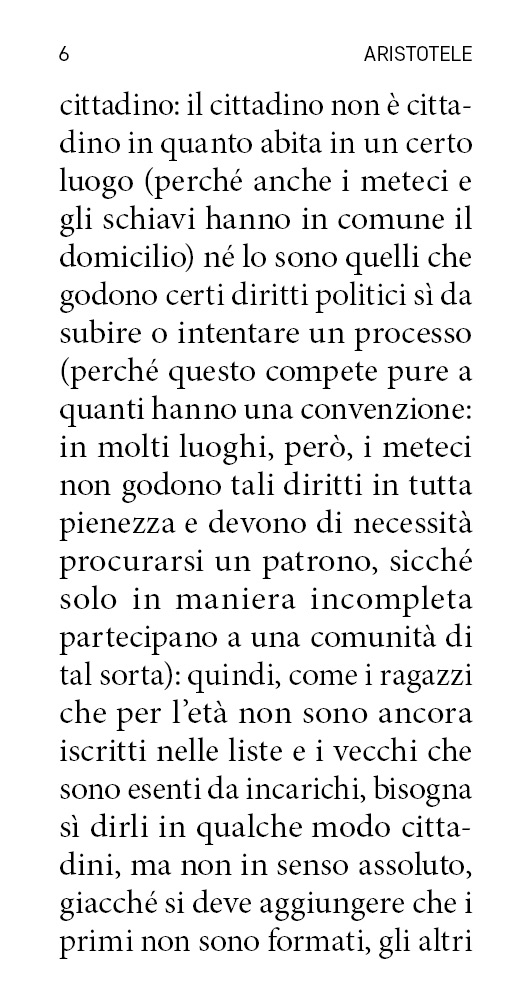 6 ARISTOTELE
cittadino: il cittadino non è citta-
dino in quanto abita in un certo
luogo (perché anche i meteci e
gli schiavi hanno in comune il
domicilio) né lo sono quelli che
godono certi diritti politici sì da
subire o intentare un processo
(perché questo compete pure a
quanti hanno una convenzione:
in molti luoghi, però, i meteci
non godono tali diritti in tutta
pienezza e devono di necessità
procurarsi un patrono, sicché
solo in maniera incompleta
partecipano a una comunità di
tal sorta): quindi, come i ragazzi
che per l’età non sono ancora
iscritti nelle liste e i vecchi che
sono esenti da incarichi, bisogna
sì dirli in qualche modo citta-
dini, ma non in senso assoluto,
giacché si deve aggiungere che i
primi non sono formati, gli altri